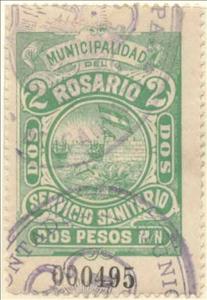 MUNICIPALIDAD
DEL
ROSARIO
2 2
DOS DOS
SERVICIO SANITARIO
DOS PESOS M/N
000495